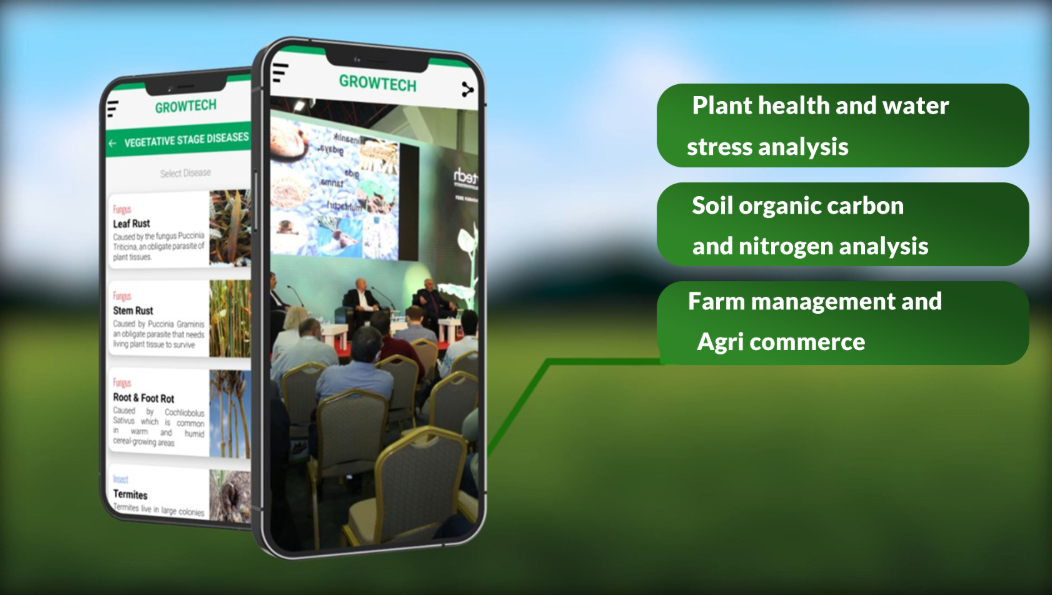 GROWTECH
VEGETATIVE STAGE DISEASES
Select Disease
Fungus
Leaf Rust
Caused by the fungus Puccinia
Triticina, an obligate parasite of
plant tissues.
Fungus
Stem Rust
Caused by Puccinia Graminis
an obligate parasite that needs
living plant tissue to survive
Fungus
Root & Foot Rot
Caused by Cochliobolus
Sativus which is common
in warm and humid
cereal-growing areas
Insect
Termites
Termites live in large colonies
GROWTECH
gıda
tarıma
Plant health and water
stress analysis
Soil organic carbon
and nitrogen analysis
Farm management and
Agri commerce